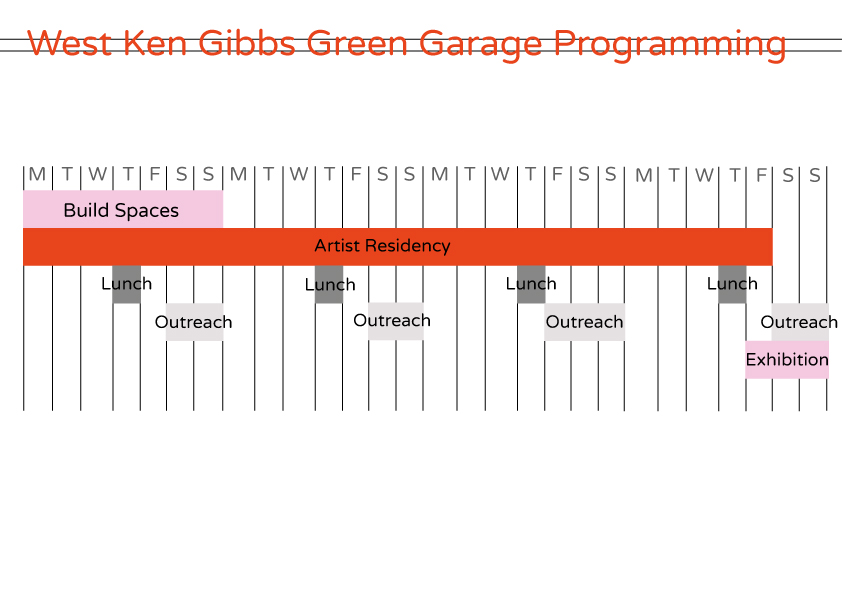 West Ken Gibbs Green Garage Programming
M T W T F S S M T W T F S S M T W T F S S M T W T F S S
Build Spaces
Artist Residency
Lunch Lunch Lunch Lunch
Outreach Outreach Outreach Outreach
Exhibition